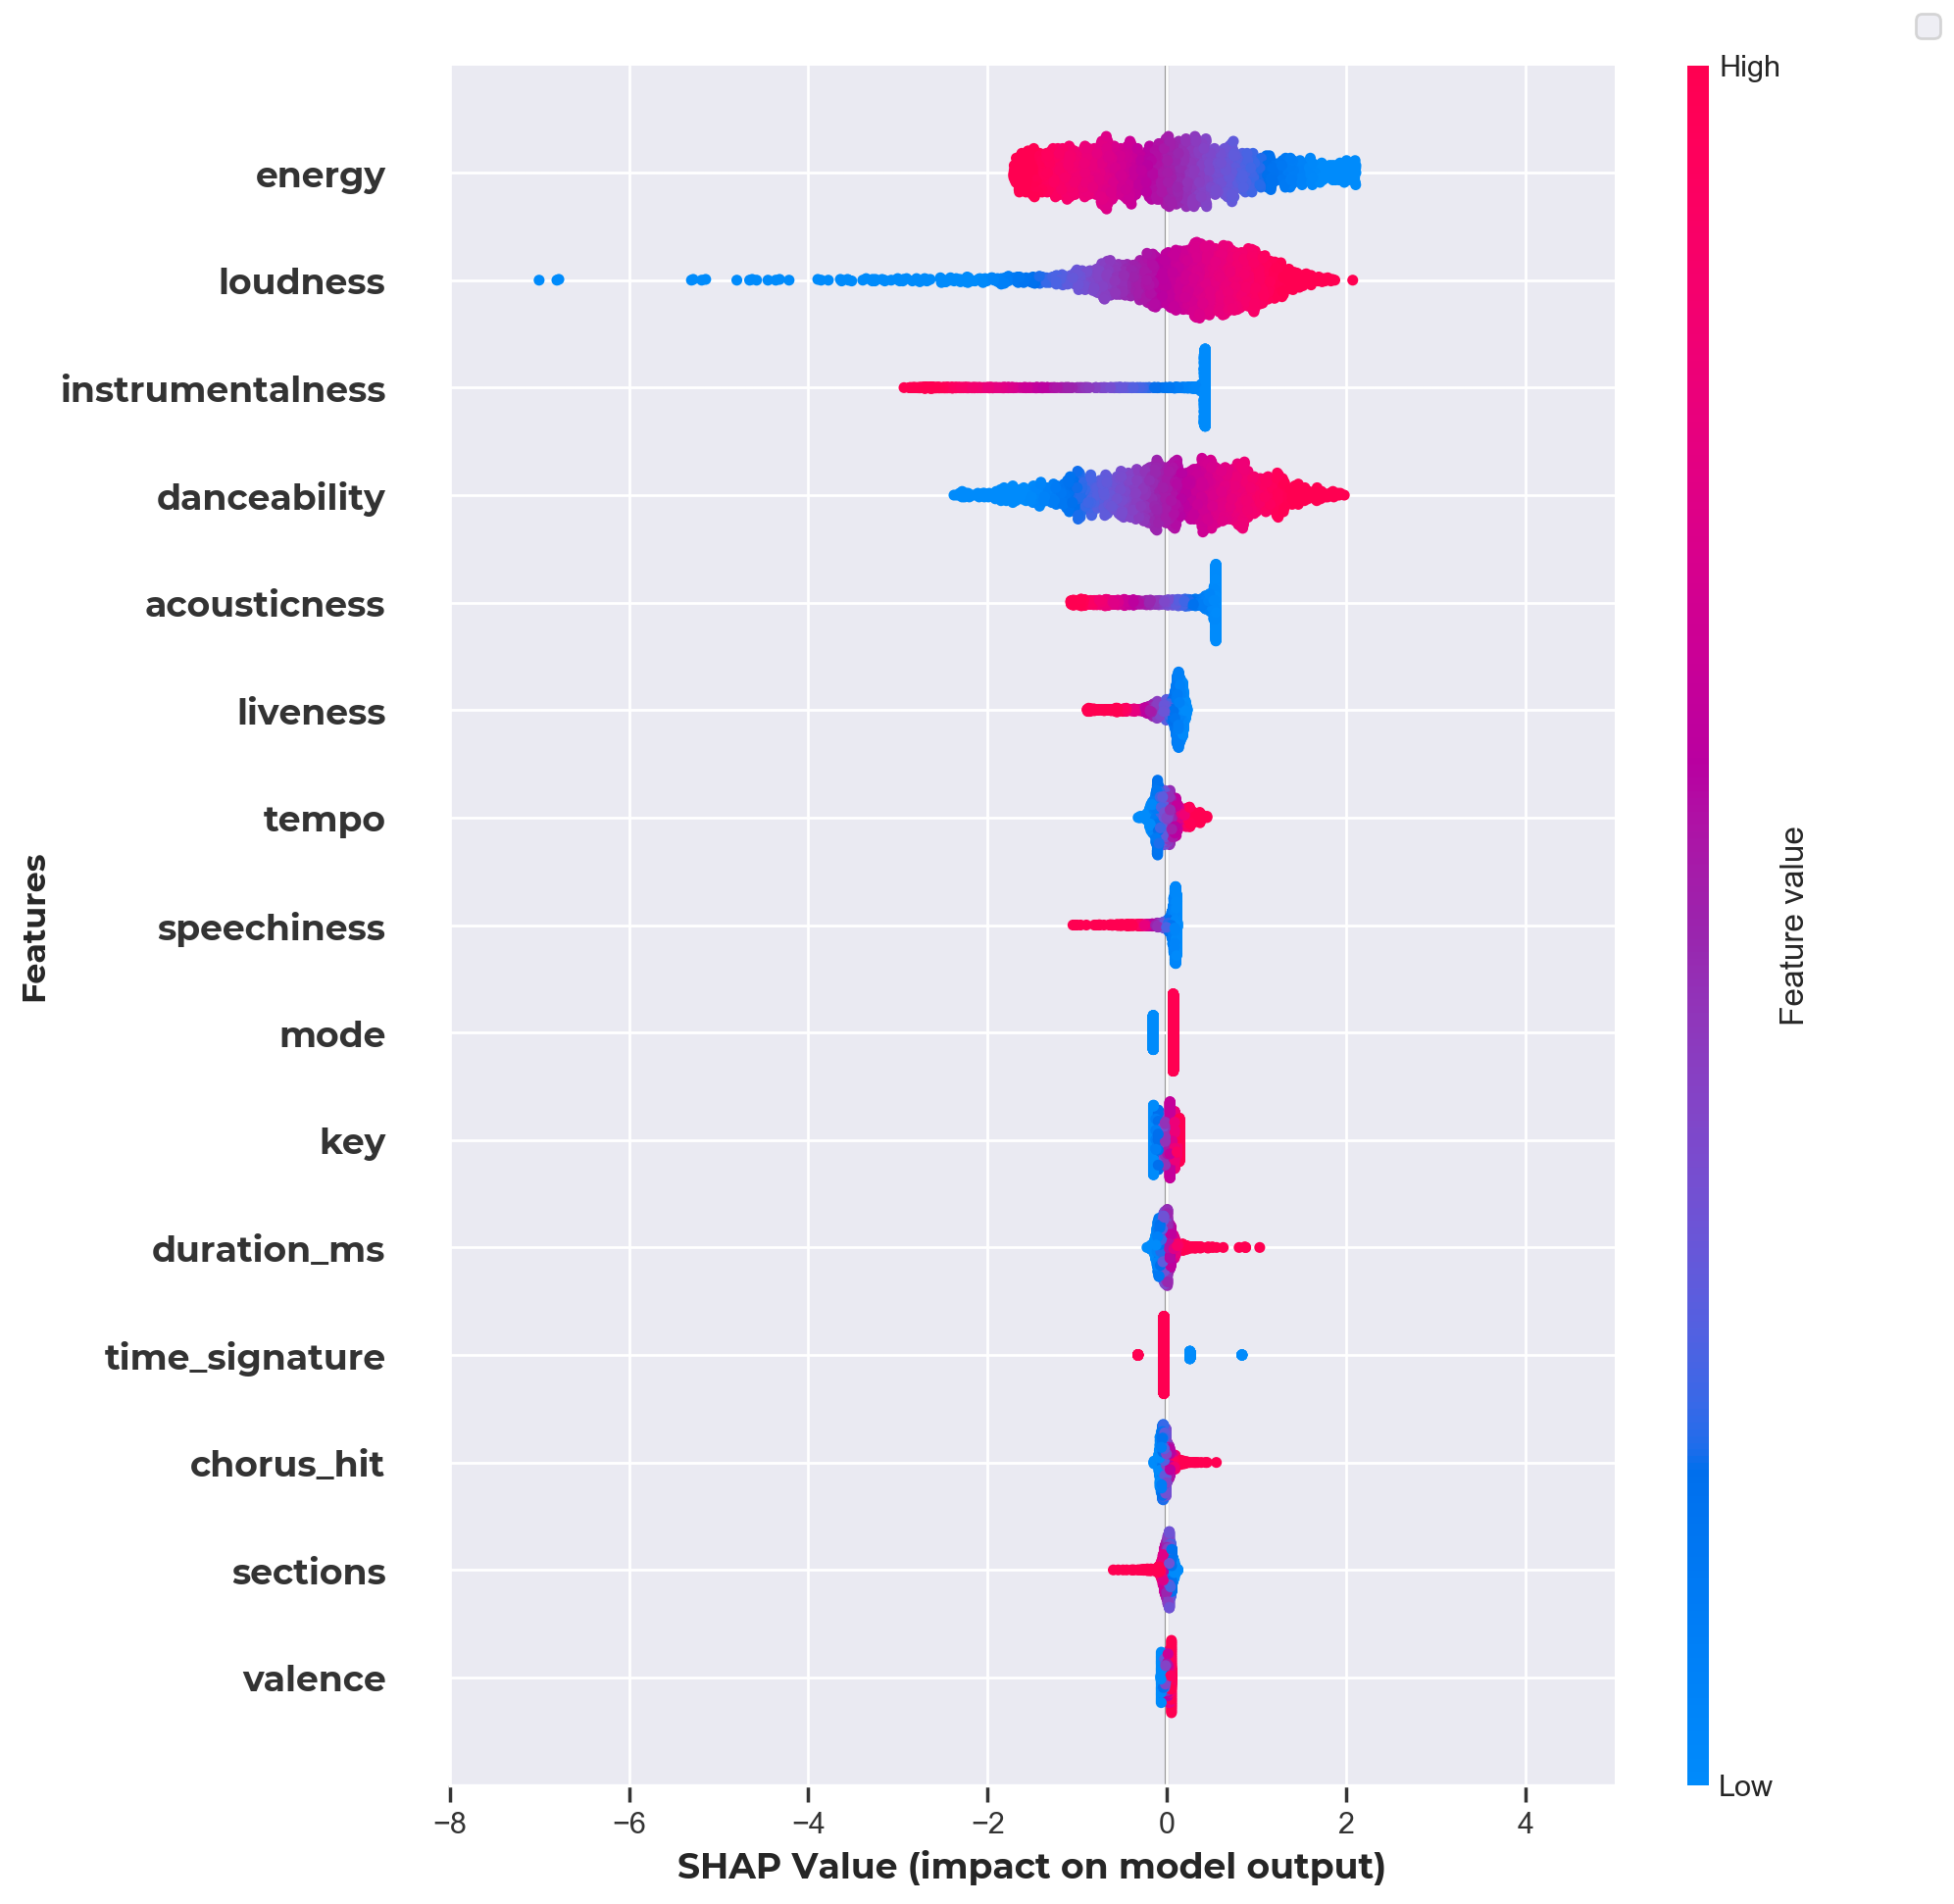 High
energy
loudness
instrumentalness
danceability
acousticness
liveness
tempo
speechiness
mode
key
duration_ms
time_signature
chorus_hit
sections
valence
Features
Feature value
Low
−8 −6 −4 −2 0 2 4
SHAP Value (impact on model output)